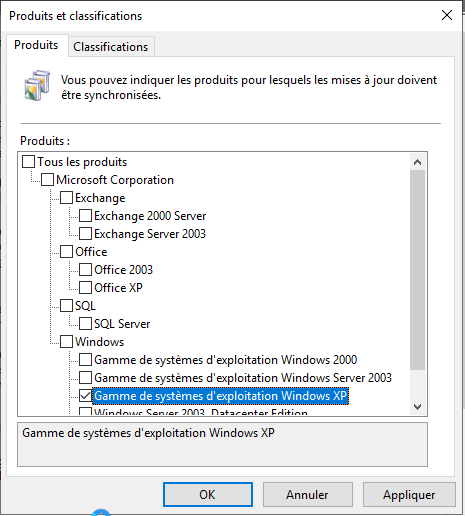 Produits et classifications
Produits
Classifications
Vous pouvez indiquer les produits pour lesquels les mises à jour doivent
être synchronisées.
Produits :
Tous les produits
Microsoft Corporation
Exchange
Exchange 2000 Server
Exchange Server 2003
Office
Office 2003
Office XP
SQL
SQL Server
Windows
Gamme de systèmes d'exploitation Windows 2000
Gamme de systèmes d'exploitation Windows Server 2003
Gamme de systèmes d'exploitation Windows XP
Windows Server 2003, Datacenter Edition
Gamme de systèmes d'exploitation Windows XP
OK
Annuler
Appliquer